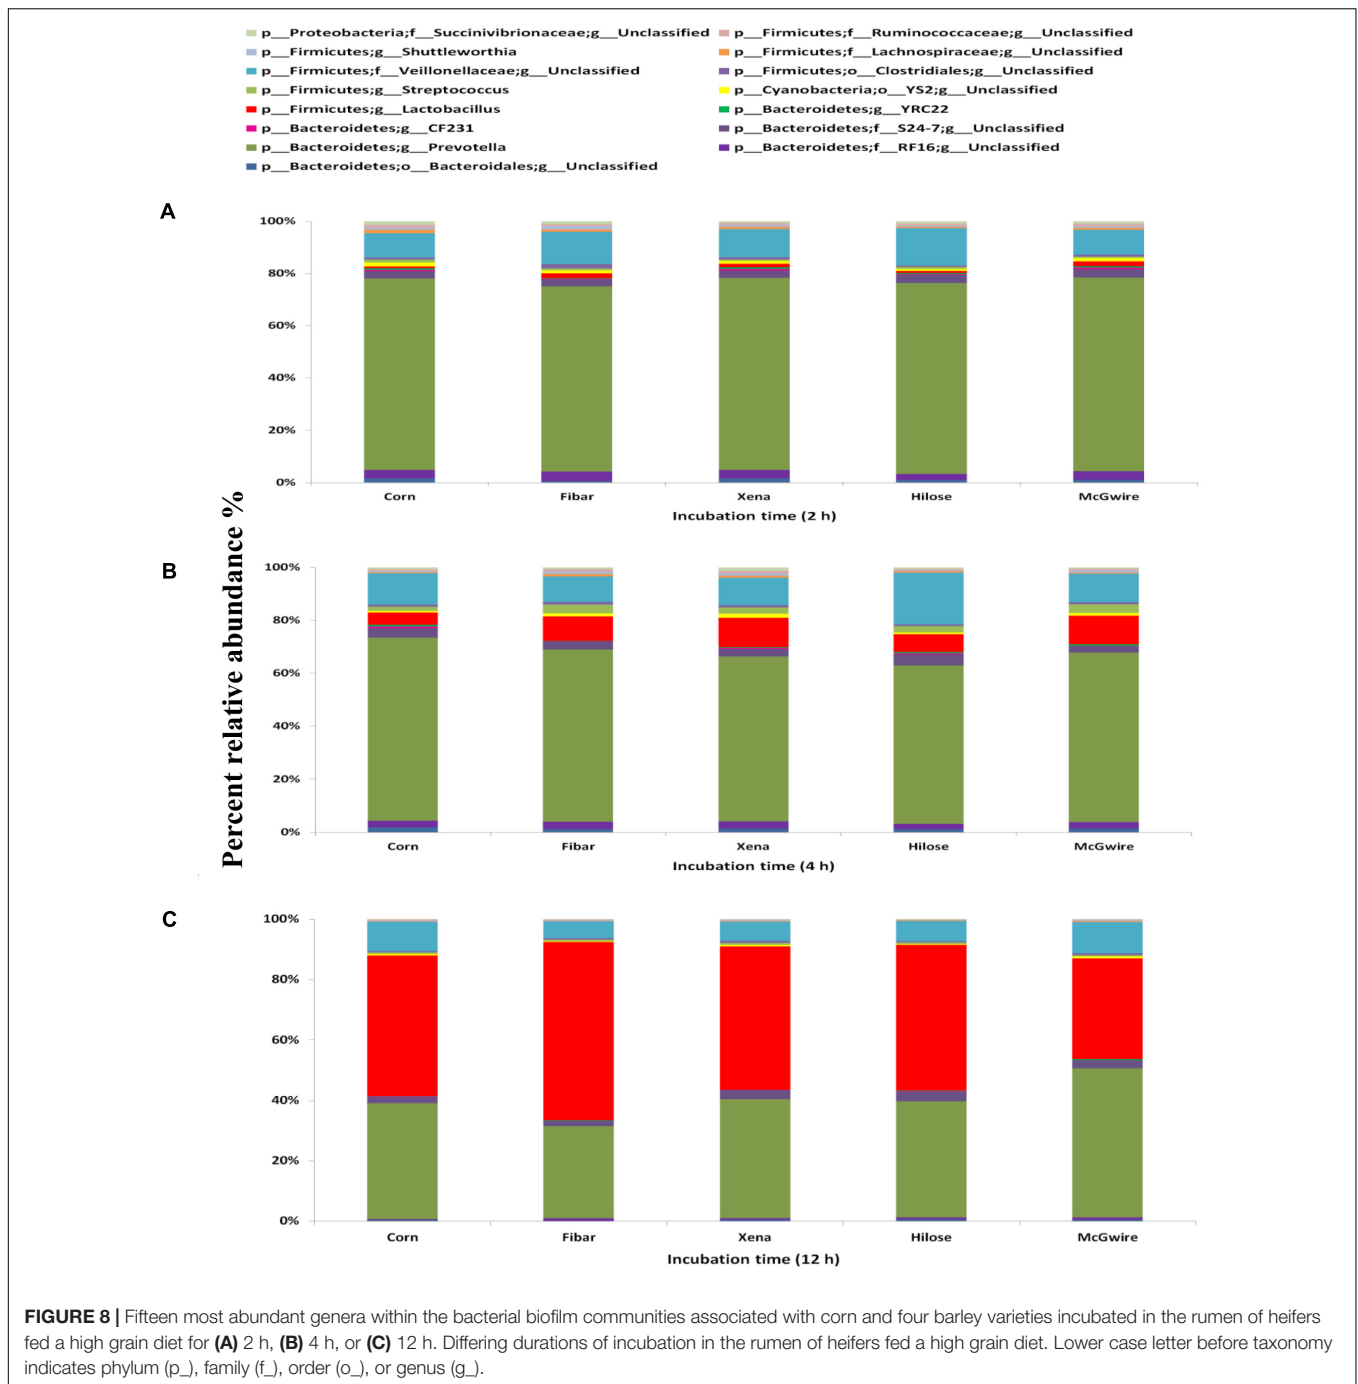 p__Proteobacteria;f__Succinivibrionaceae;g__Unclassified
p__Firmicutes;f__Ruminococcaceae;g__Unclassified
p__Firmicutes;g__Shuttleworthia
p__Firmicutes;f__Lachnospiraceae;g__Unclassified
p__Firmicutes;f__Veillonellaceae;g__Unclassified
p__Firmicutes;o__Clostridiales;g__Unclassified
p__Firmicutes;g__Streptococcus
p__Cyanobacteria;o__YS2;g__Unclassified
p__Firmicutes;g__Lactobacillus
p__Bacteroidetes;g__YRC22
p__Bacteroidetes;g__CF231
p__Bacteroidetes;f__S24-7;g__Unclassified
p__Bacteroidetes;g__Prevotella
p__Bacteroidetes;f__RF16;g__Unclassified
p__Bacteroidetes;o__Bacteroidales;g__Unclassified
Percent relative abundance %
A
100%
80%
60%
40%
20%
0%
Corn Fibar Xena Hilose McGwire
Incubation time (2 h)
B
100%
80%
60%
40%
20%
0%
Corn Fibar Xena Hilose McGwire
Incubation time (4 h)
C
100%
80%
60%
40%
20%
0%
Corn Fibar Xena Hilose McGwire
Incubation time (12 h)
FIGURE 8 | Fifteen most abundant genera within the bacterial biofilm communities associated with corn and four barley varieties incubated in the rumen of heifers
fed a high grain diet for (A) 2 h, (B) 4 h, or (C) 12 h. Differing durations of incubation in the rumen of heifers fed a high grain diet. Lower case letter before taxonomy
indicates phylum (p_), family (f_), order (o_), or genus (g_).